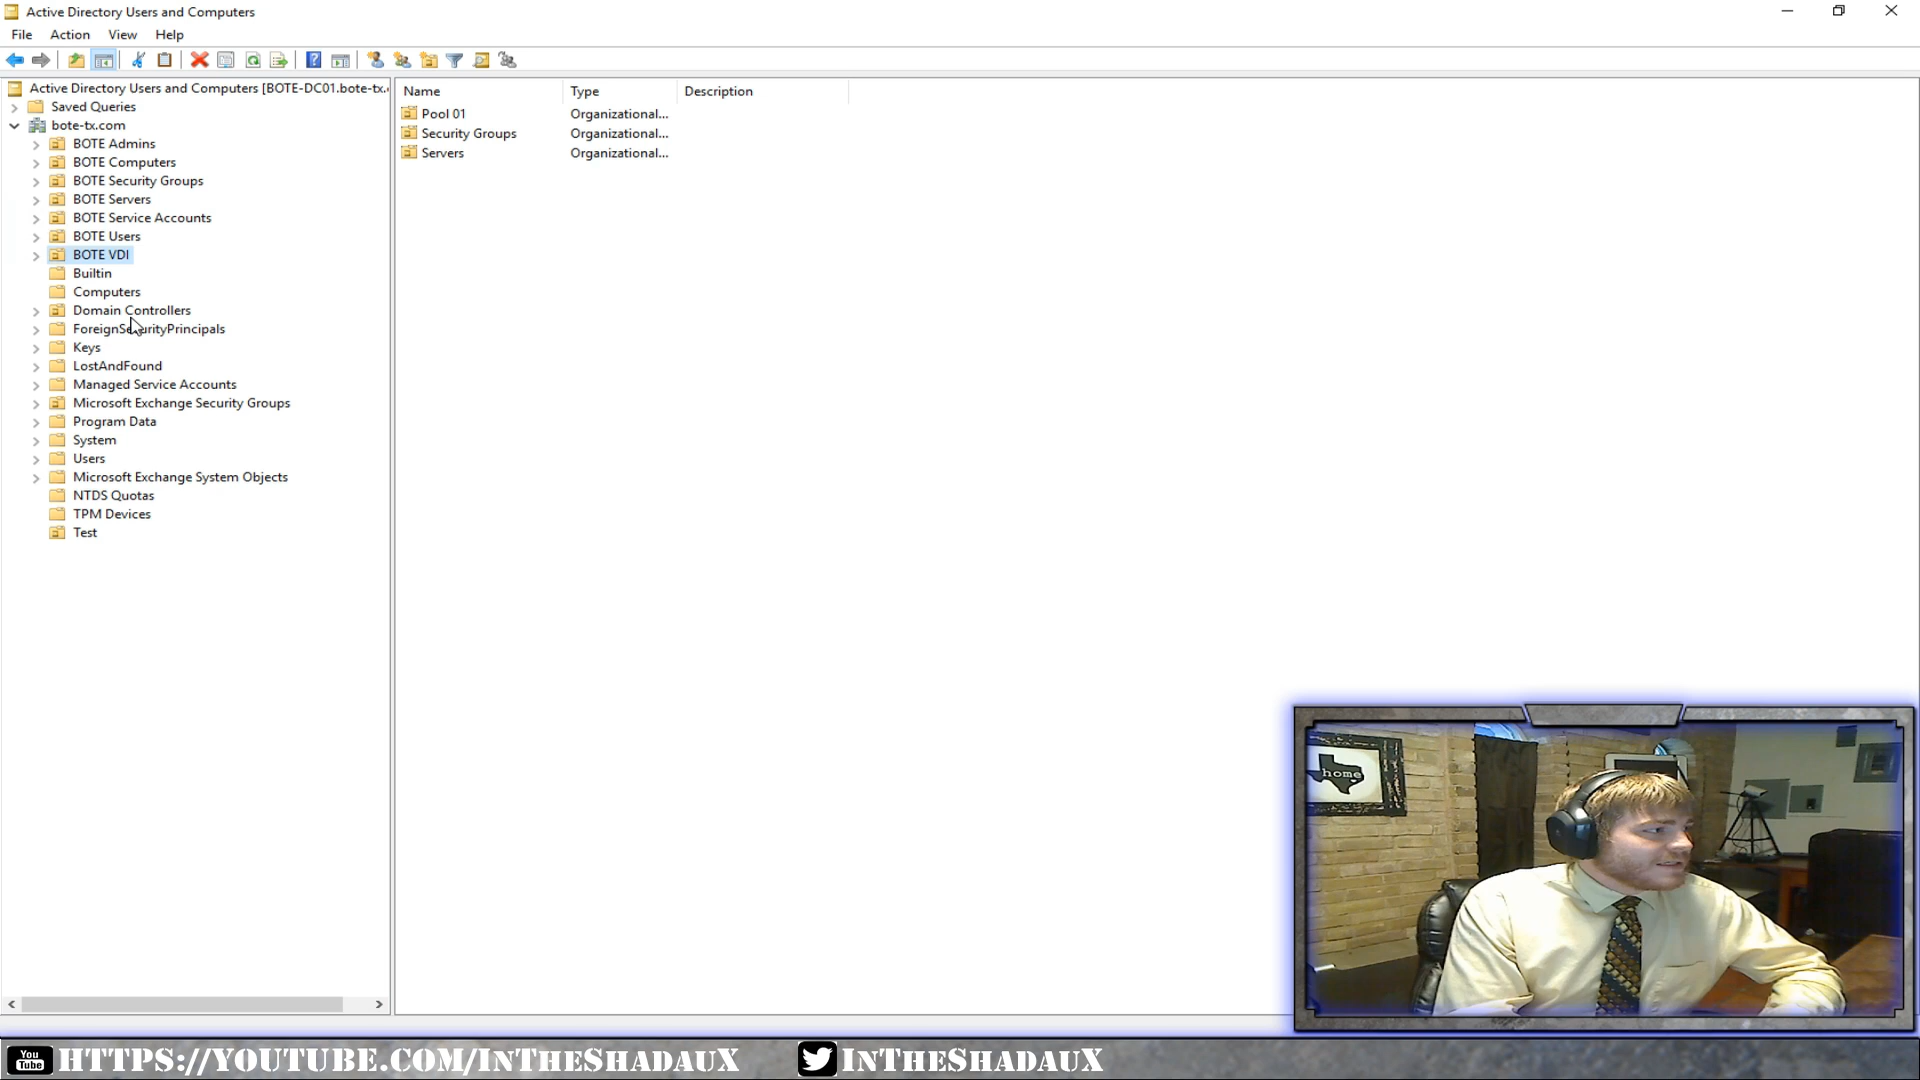 Active Directory Users and Computers
File Action View Help
Active Directory Users and Computers [BOTE-DC01.bote-tx.
Saved Queries
bote-tx.com
BOTE Admins
BOTE Computers
BOTE Security Groups
BOTE Servers
BOTE Service Accounts
BOTE Users
BOTE VDI
Builtin
Computers
Domain Controllers
ForeignSecurityPrincipals
Keys
LostAndFound
Managed Service Accounts
Microsoft Exchange Security Groups
Program Data
System
Users
Microsoft Exchange System Objects
NTDS Quotas
TPM Devices
Test
Name Type Description
Pool 01 Organizational...
Security Groups Organizational...
Servers Organizational...
home
You Tube HTTPS://YOUTUBE.COM/INTHESHADAUX INTHESHADAUX